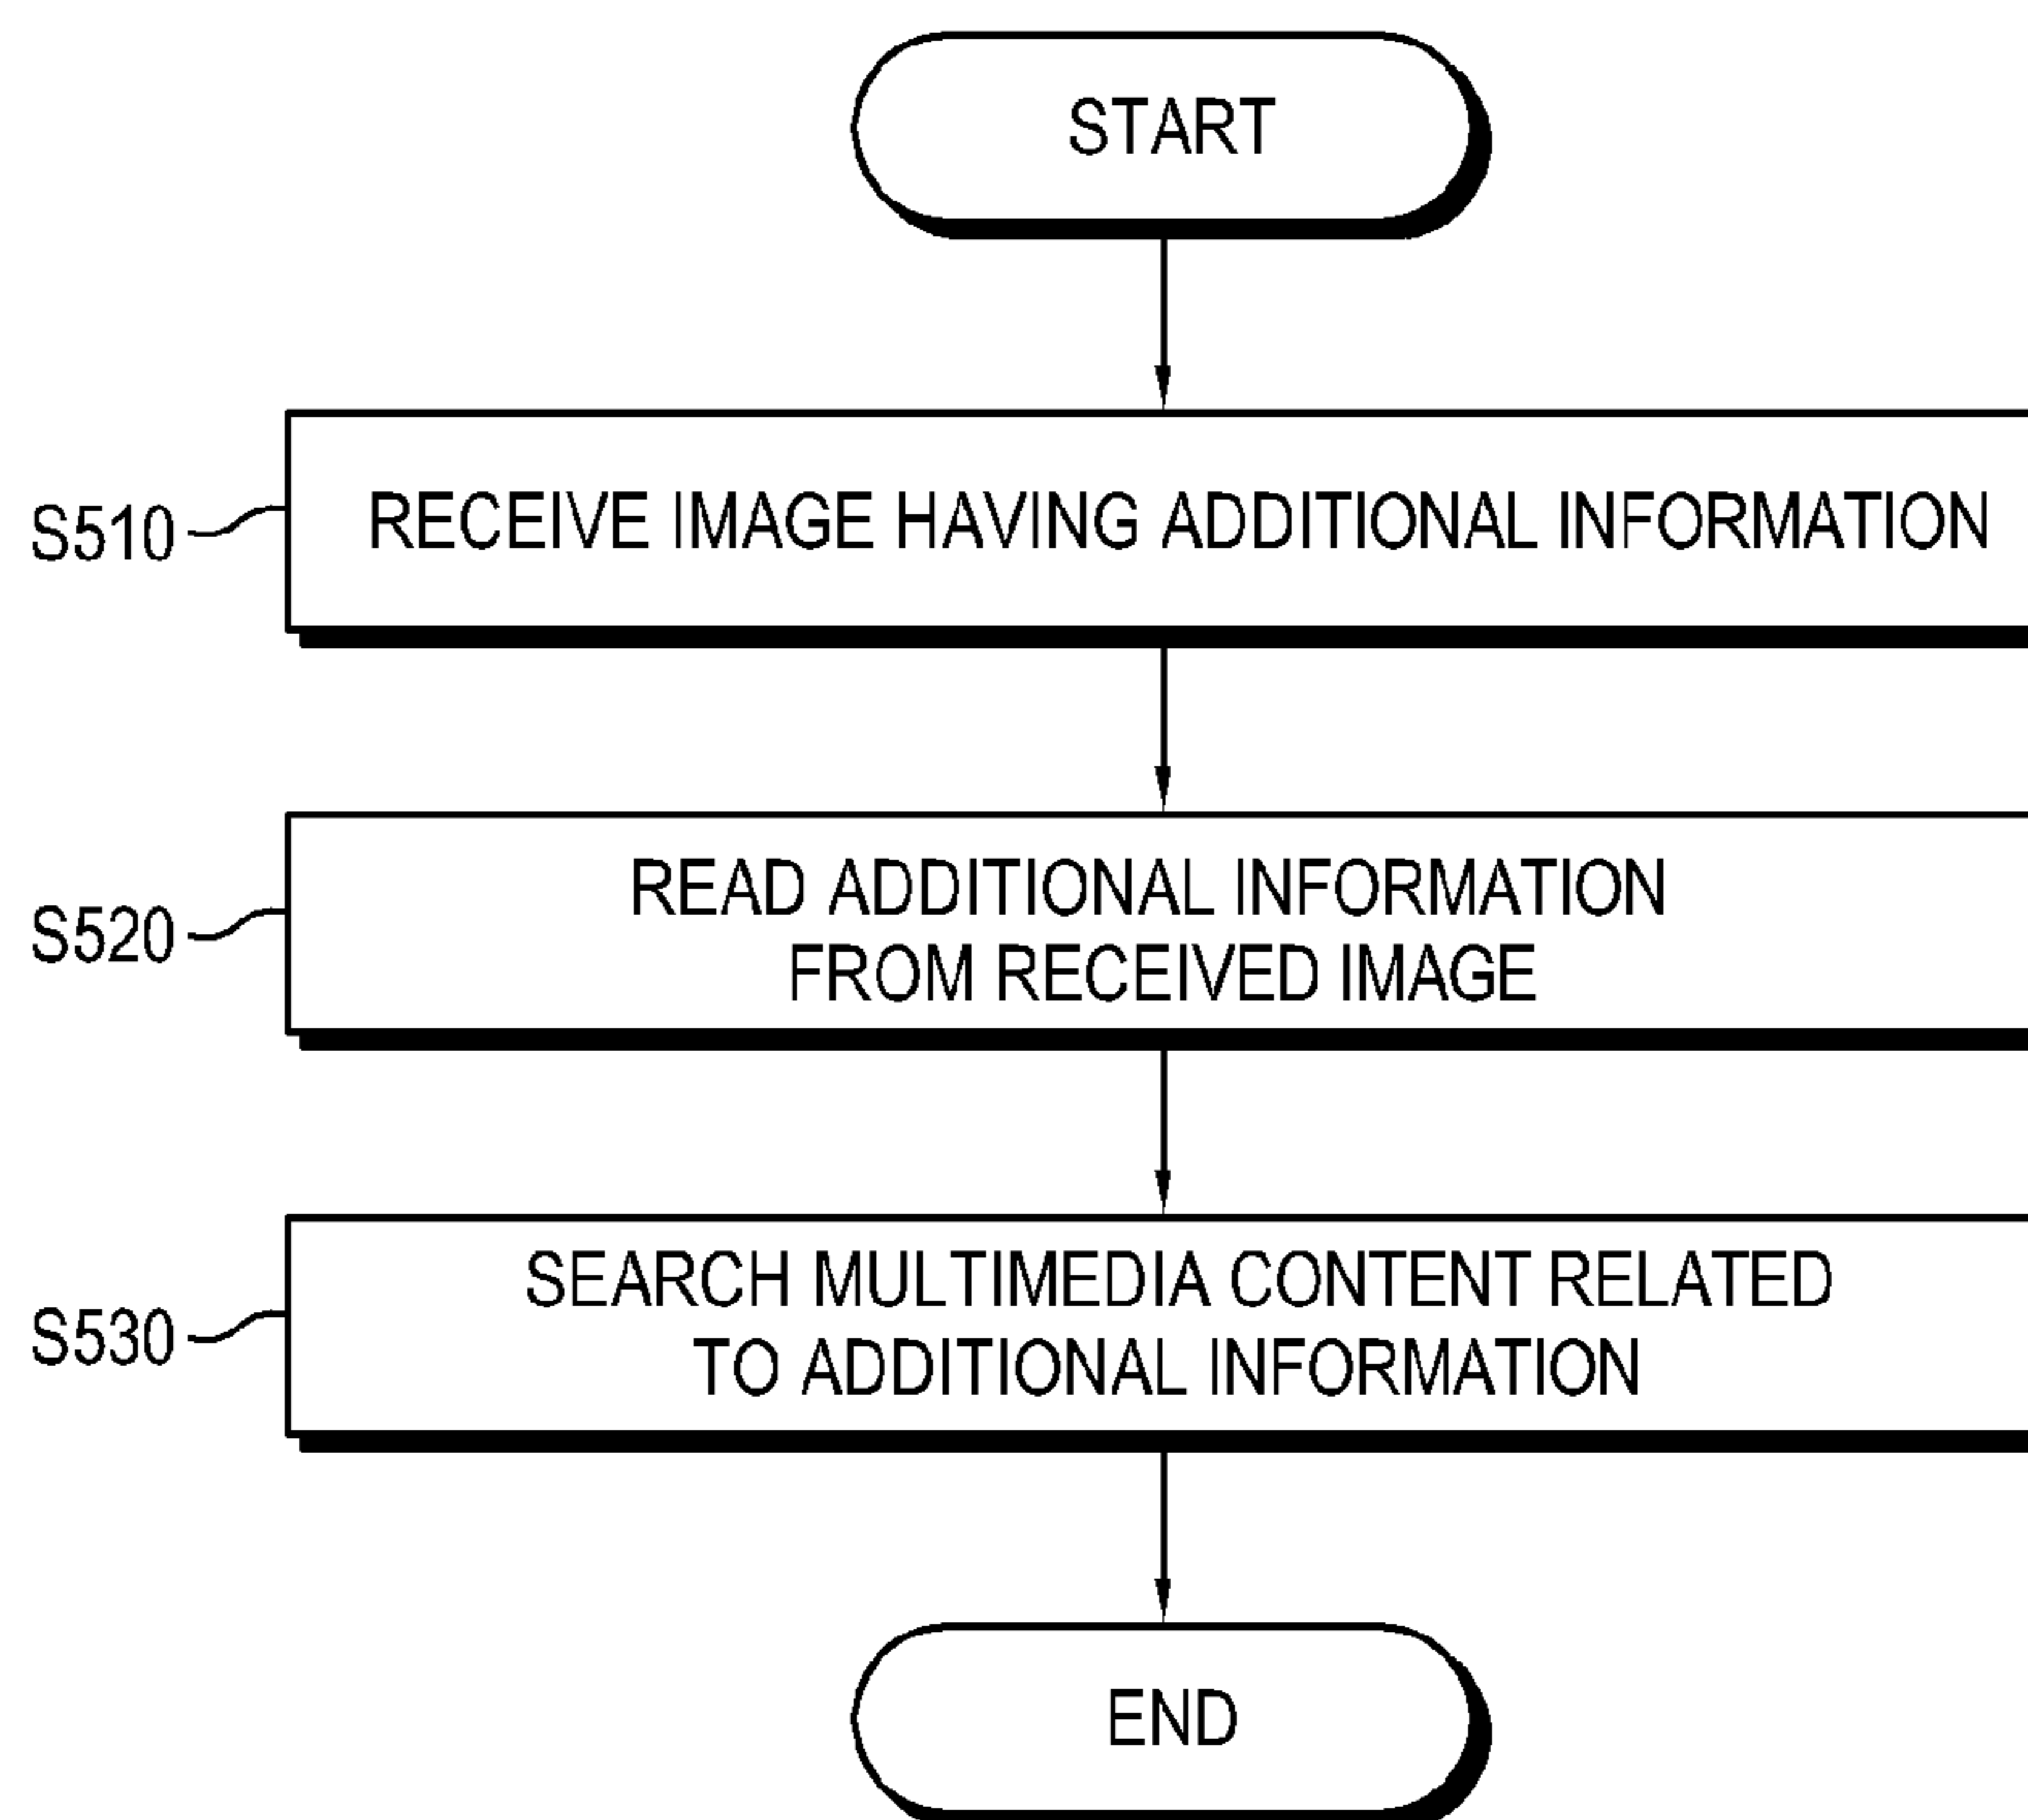 START
S510
RECEIVE IMAGE HAVING ADDITIONAL INFORMATION
S520
READ ADDITIONAL INFORMATION
FROM RECEIVED IMAGE
S530
SEARCH MULTIMEDIA CONTENT RELATED
TO ADDITIONAL INFORMATION
END